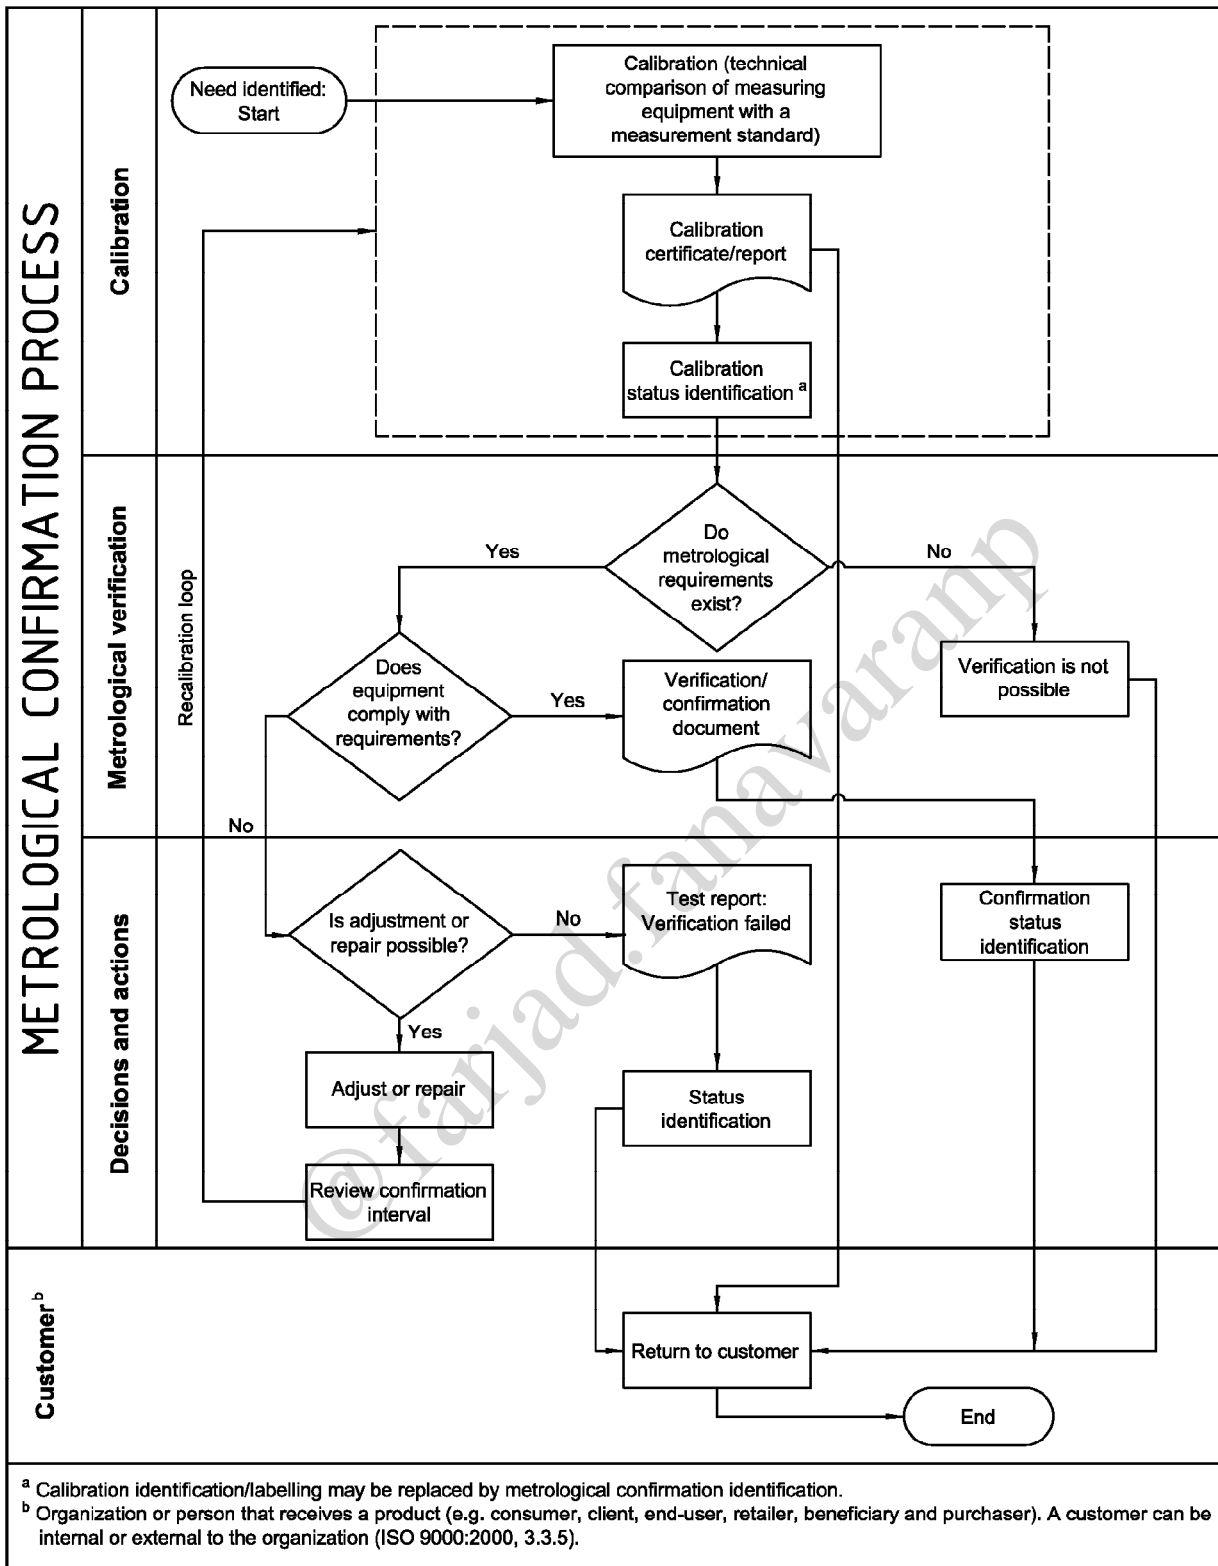 METROLOGICAL CONFIRMATION PROCESS
Calibration
Need identified:
Start
Calibration (technical
comparison of measuring
equipment with a
measurement standard)
Calibration
certificate/report
Calibration
status identification a
Metrological verification
Recalibration loop
Do
metrological
requirements
exist?
Yes
No
Does
equipment
comply with
requirements?
Yes
Verification/
confirmation
document
Verification is not
possible
No
Decisions and actions
Is adjustment or
repair possible?
No
Test report:
Verification failed
Confirmation
status
identification
Yes
Adjust or repair
Status
identification
Review confirmation
interval
Customer b
Return to customer
End
a Calibration identification/labelling may be replaced by metrological confirmation identification.
b Organization or person that receives a product (e.g. consumer, client, end-user, retailer, beneficiary and purchaser). A customer can be
internal or external to the organization (ISO 9000:2000, 3.3.5).
@farjad.fanavaranp